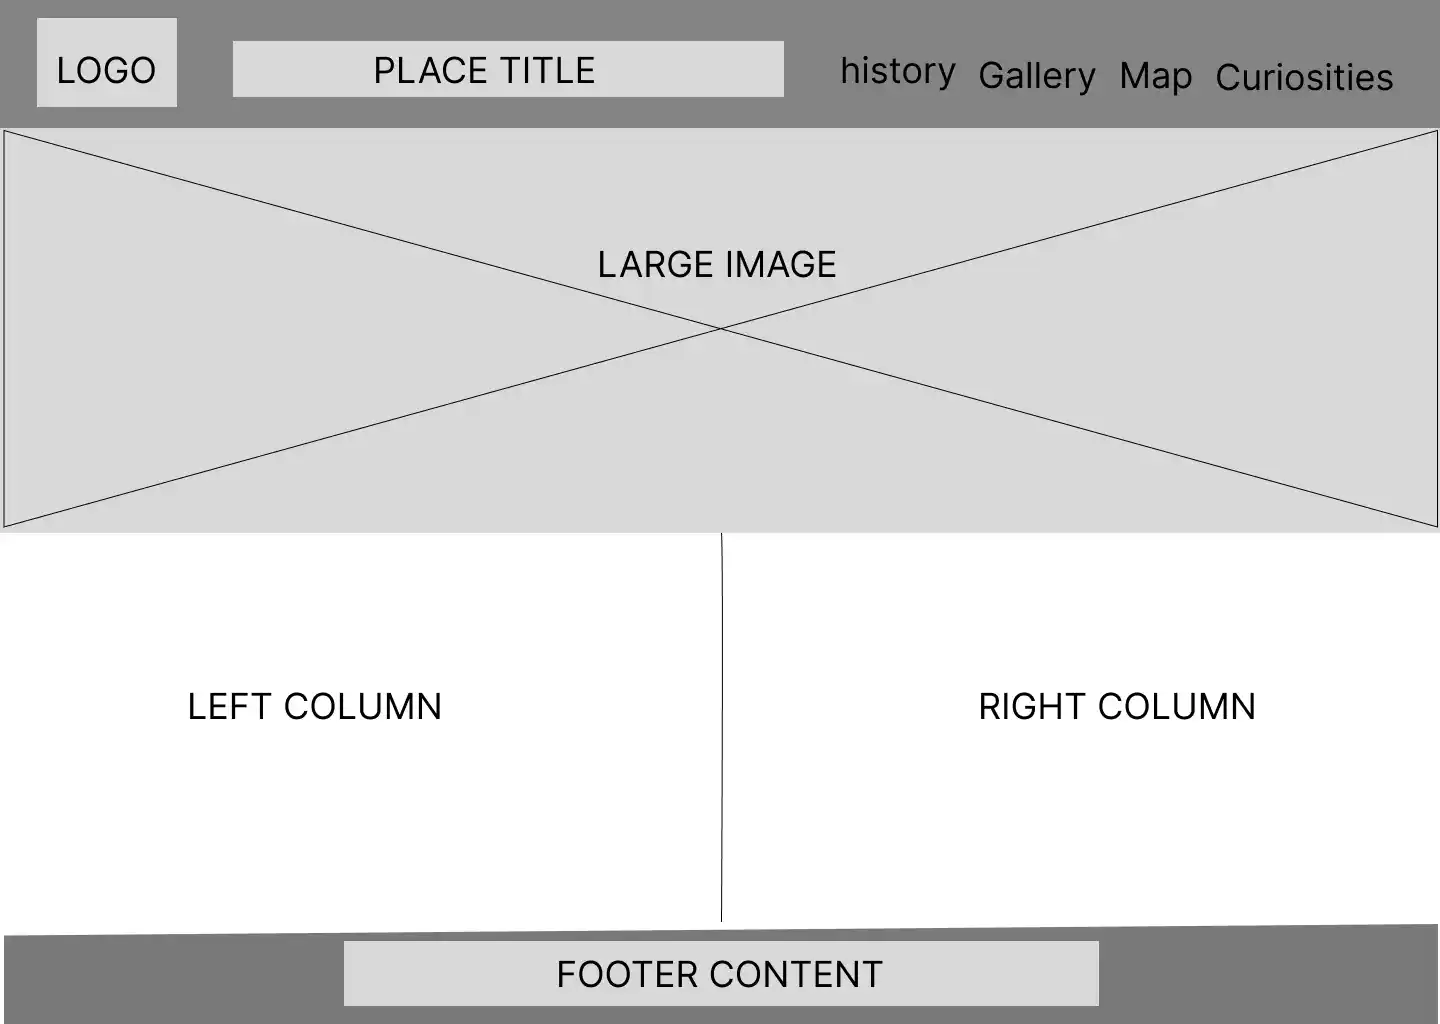 LOGO
PLACE TITLE
history Gallery Map Curiosities
LARGE IMAGE
LEFT COLUMN
RIGHT COLUMN
FOOTER CONTENT